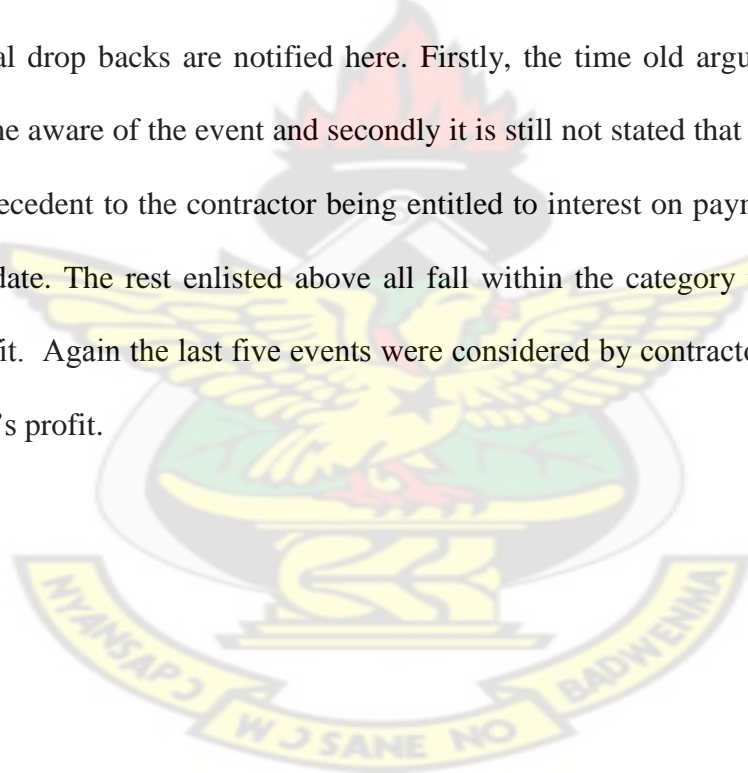 al drop backs are notified here. Firstly, the time old argu
ne aware of the event and secondly it is still not stated that
ecedent to the contractor being entitled to interest on payn
date. The rest enlisted above all fall within the category
it. Again the last five events were considered by contracto
's profit.
NYANSAPƆ WƆSANE NO BADWENMA